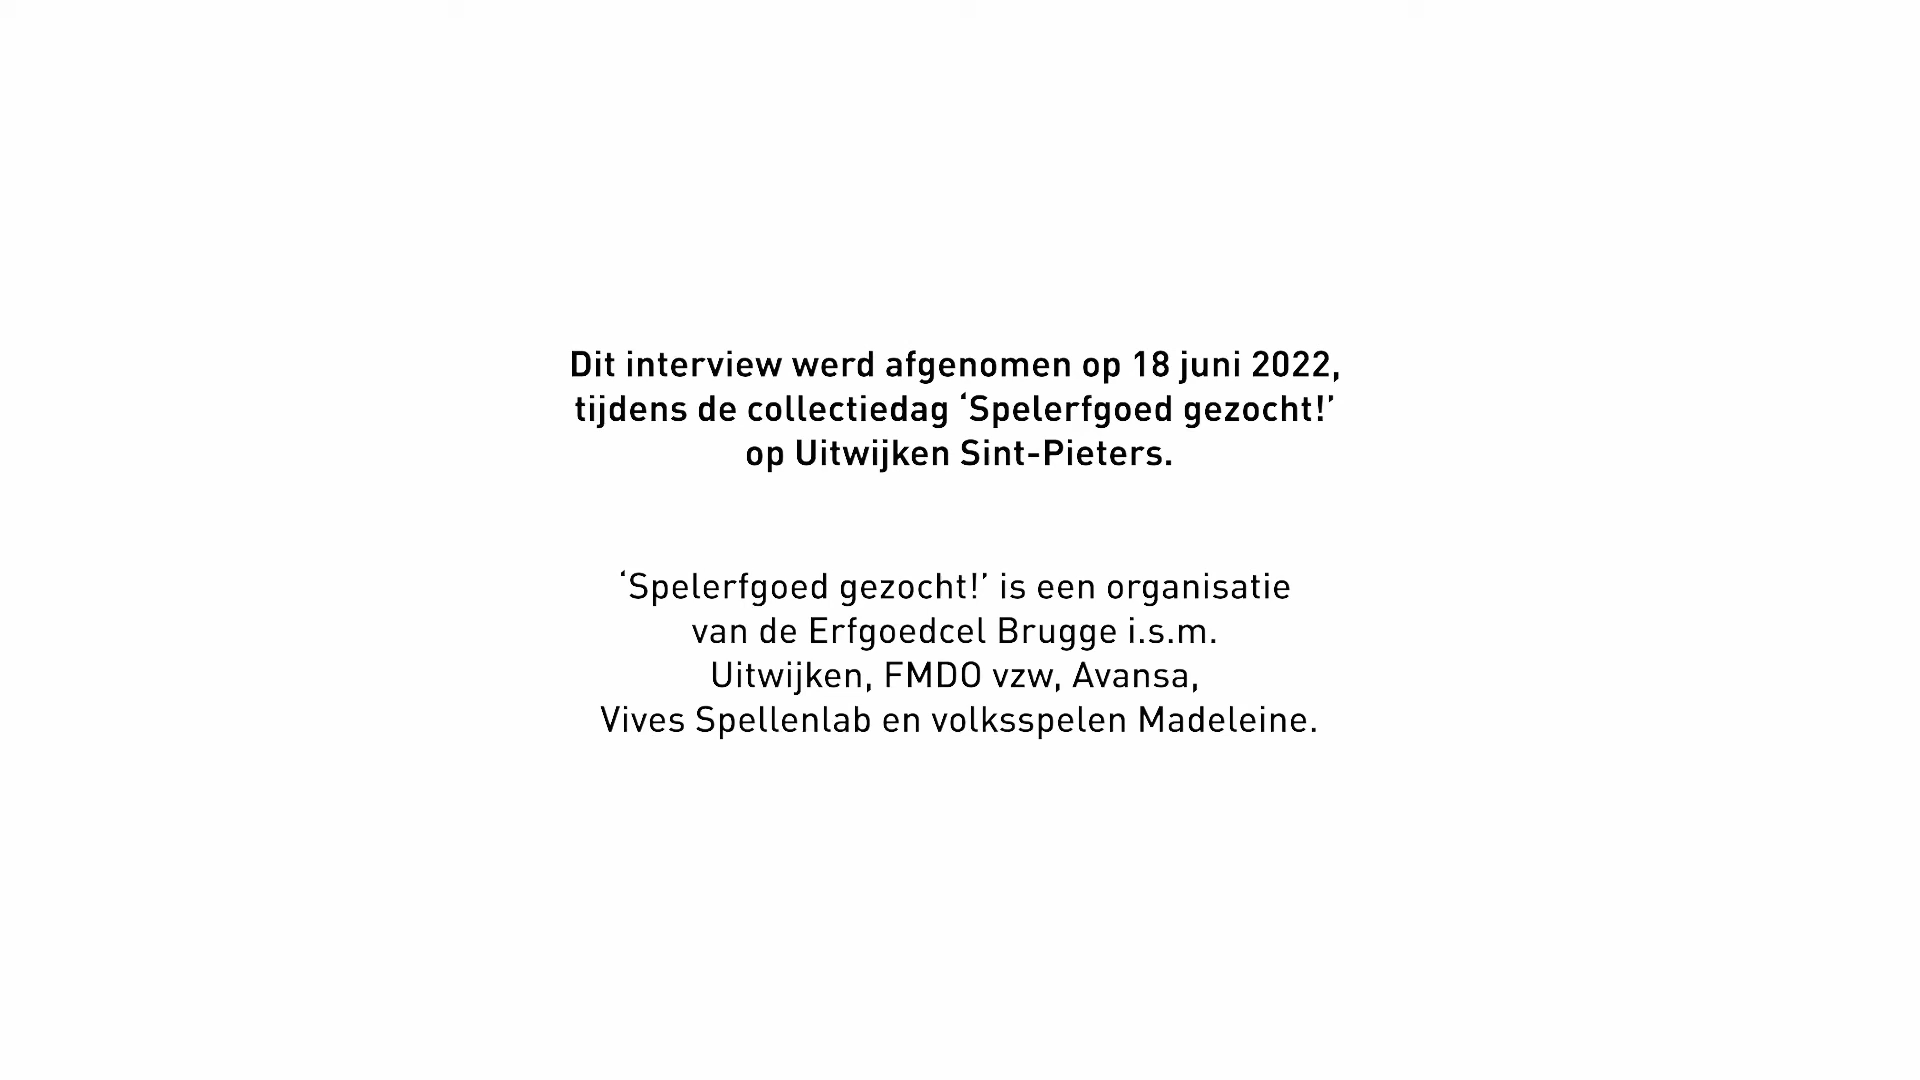 Dit interview werd afgenomen op 18 juni 2022,
tijdens de collectiedag ‘Spelerfgoed gezocht!’
op Uitwijken Sint-Pieters.
‘Spelerfgoed gezocht!’ is een organisatie
van de Erfgoedcel Brugge i.s.m.
Uitwijken, FMDO vzw, Avansa,
Vives Spellenlab en volksspelen Madeleine.